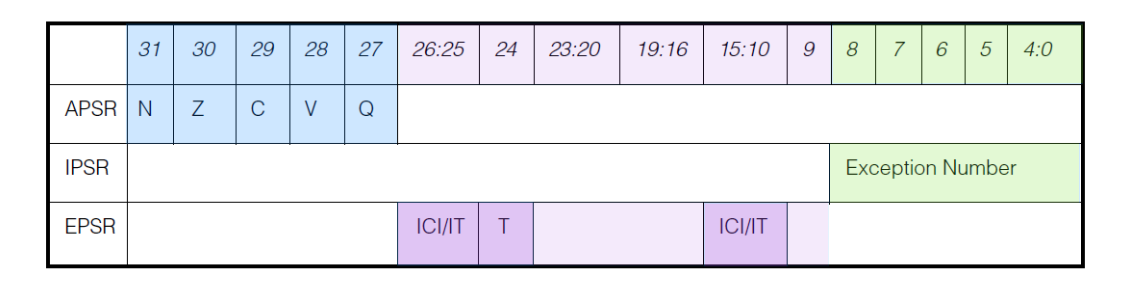 31 30 29 28 27 26:25 24 23:20 19:16 15:10 9 8 7 6 5 4:0
APSR N Z C V Q
IPSR Exception Number
EPSR ICI/IT T ICI/IT